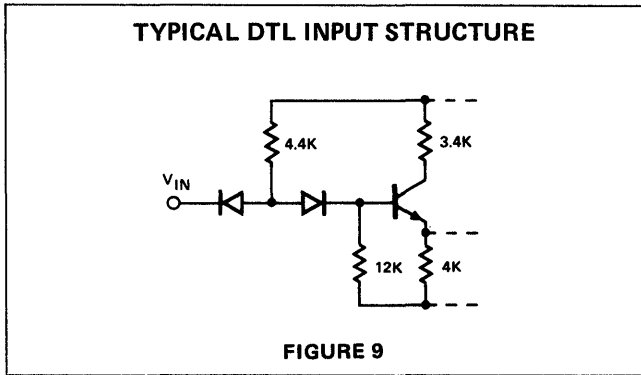 TYPICAL DTL INPUT STRUCTURE
4.4K
3.4K
VIN
12K
4K
FIGURE 9